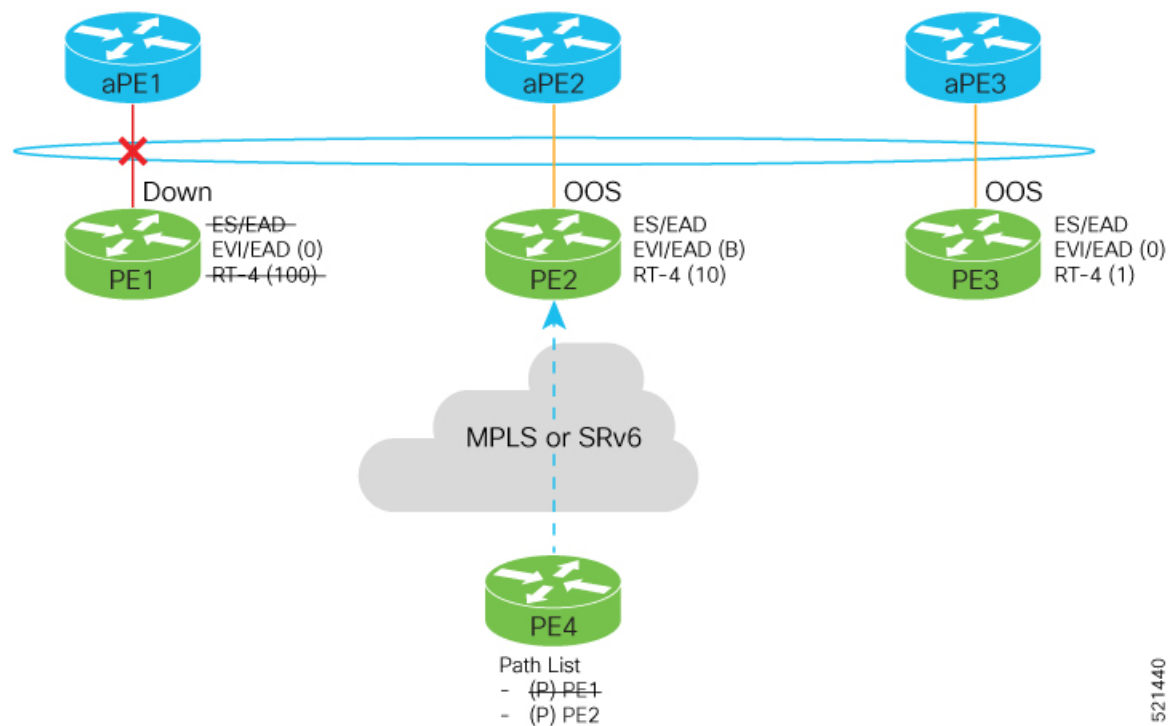 aPE1
aPE2
aPE3
Down
OOS
OOS
PE1
ES/EAD
EVI/EAD (0)
RT-4 (100)
PE2
ES/EAD
EVI/EAD (B)
RT-4 (10)
PE3
ES/EAD
EVI/EAD (0)
RT-4 (1)
MPLS or SRv6
PE4
Path List
- (P) PE1
- (P) PE2
521440